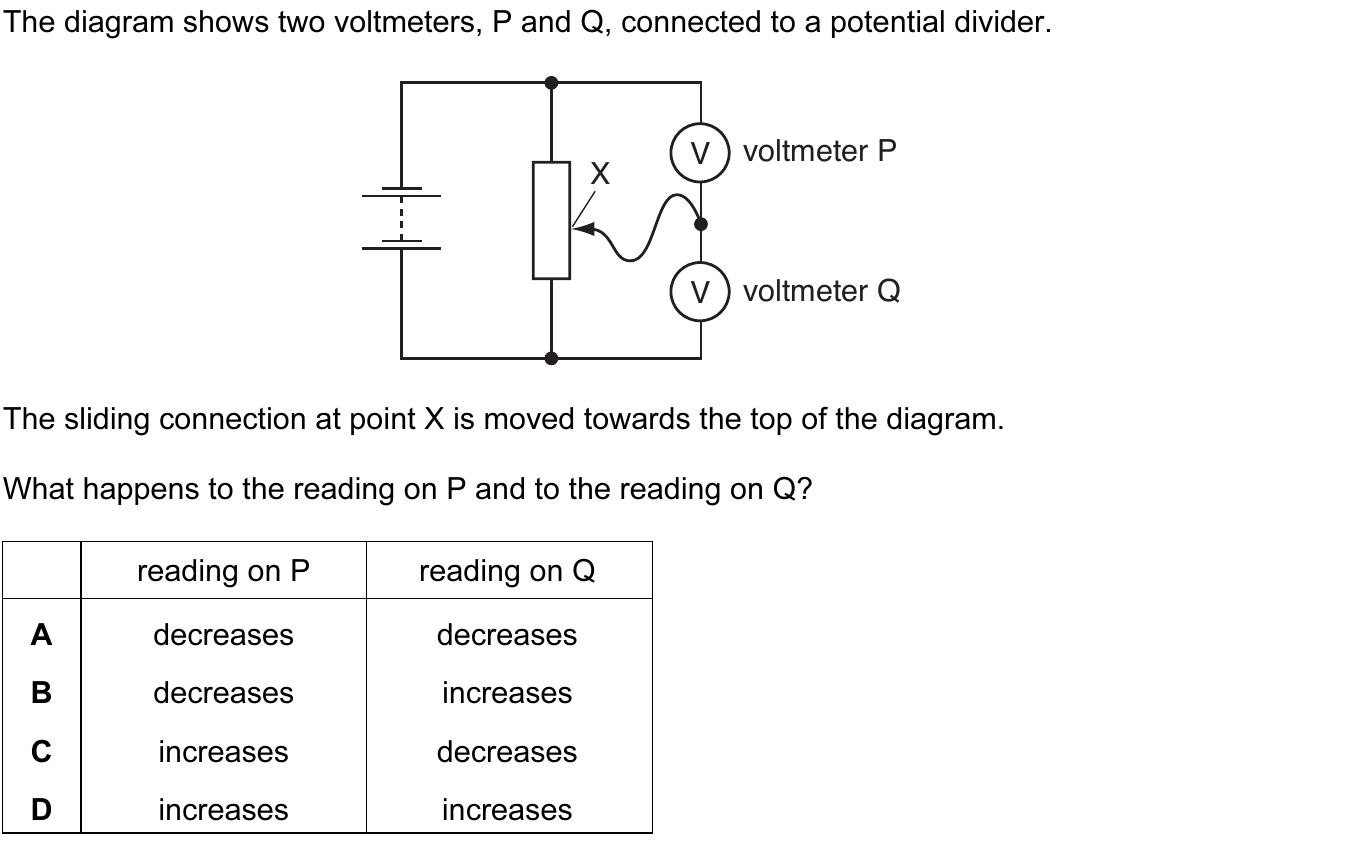 The diagram shows two voltmeters, P and Q, connected to a potential divider.
X
V voltmeter P
V voltmeter Q
The sliding connection at point X is moved towards the top of the diagram.
What happens to the reading on P and to the reading on Q?
reading on P reading on Q
A decreases decreases
B decreases increases
C increases decreases
D increases increases